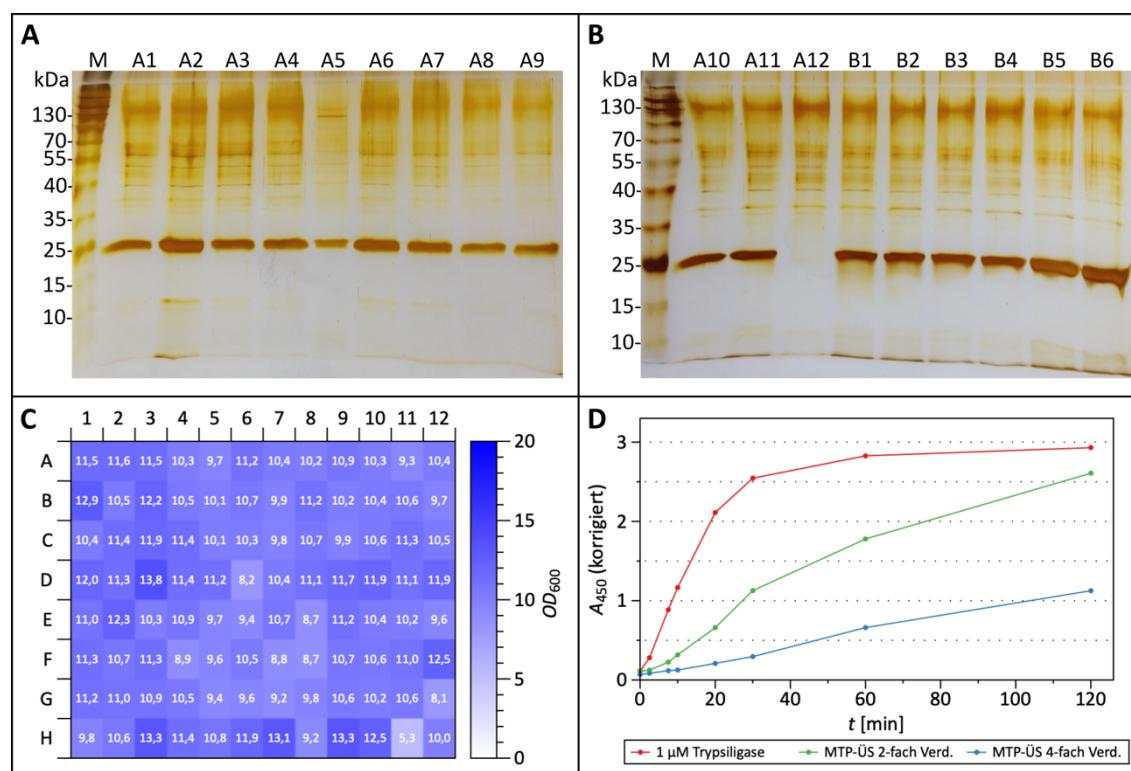 A
M A1 A2 A3 A4 A5 A6 A7 A8 A9
kDa
130-
70-
55-
40-
35-
25-
15-
10-
B
M A10 A11 A12 B1 B2 B3 B4 B5 B6
kDa
130-
70-
55-
40-
35-
25-
15-
10-
C
1 2 3 4 5 6 7 8 9 10 11 12
A 11,5 11,6 11,5 10,3 9,7 11,2 10,4 10,2 10,9 10,3 9,3 10,4
B 12,9 10,5 12,2 10,5 10,1 10,7 9,9 11,2 10,2 10,4 10,6 9,7
C 10,4 11,4 11,9 11,4 10,1 10,3 9,8 10,7 9,9 10,6 11,3 10,5
D 12,0 11,3 13,8 11,4 11,2 8,2 10,4 11,1 11,7 11,9 11,1 11,9
E 11,0 12,3 10,3 10,9 9,7 9,4 10,7 8,7 11,2 10,4 10,2 9,6
F 11,3 10,7 11,3 8,9 9,6 10,5 8,8 8,7 10,7 10,6 11,0 12,5
G 11,2 11,0 10,9 10,5 9,4 9,6 9,2 9,8 10,6 10,2 10,6 8,1
H 9,8 10,6 13,3 11,4 10,8 11,9 13,1 9,2 13,3 12,5 5,3 10,0
20
15
10
5
0
OD600
D
3
2
1
0
A450 (korrigiert)
0 20 40 60 80 100 120
t [min]
1 µM Trypsiligase MTP-ÜS 2-fach Verd. MTP-ÜS 4-fach Verd.